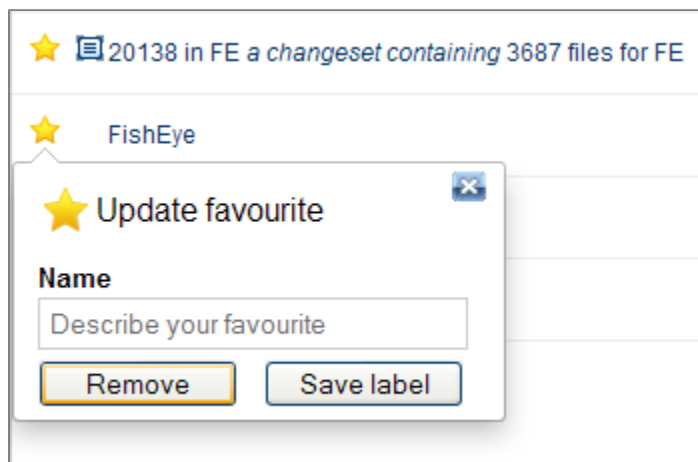 20138 in FE a changeset containing 3687 files for FE
FishEye
Update favourite
Name
Describe your favourite
Remove Save label